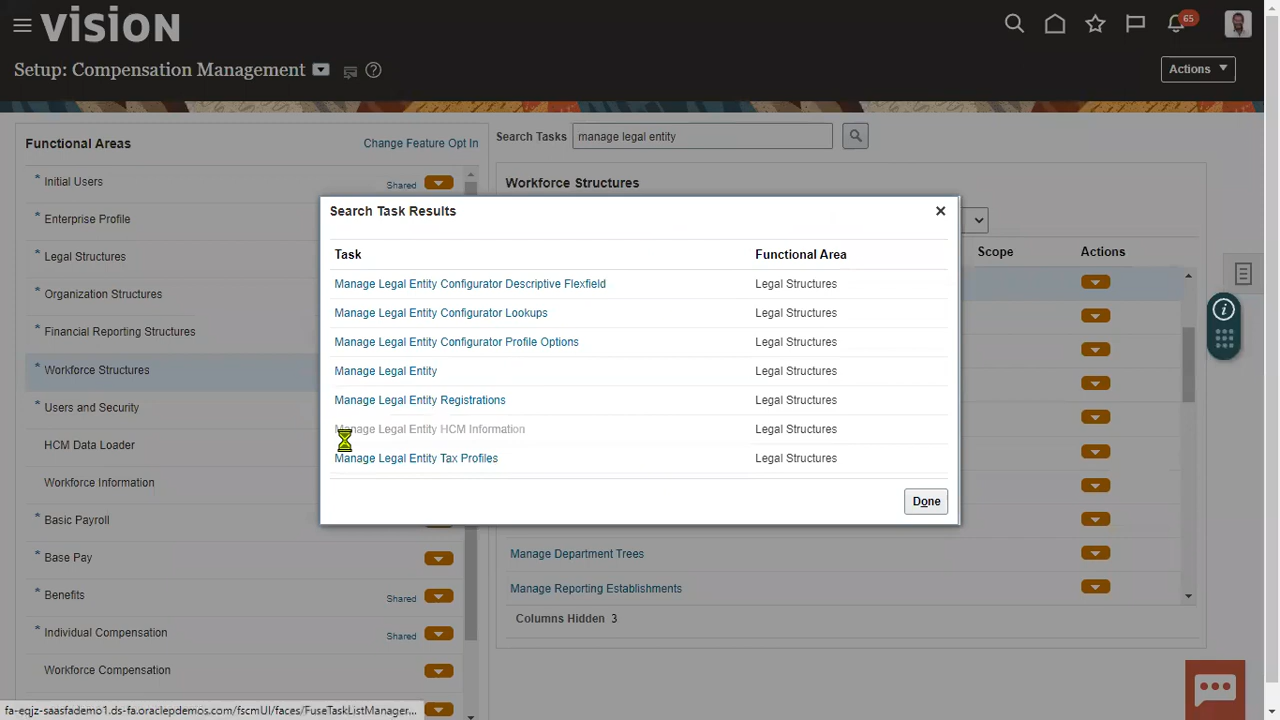 VISION
65
Setup: Compensation Management
Actions
Functional Areas
Change Feature Opt In
Search Tasks
manage legal entity
* Initial Users
Shared
* Enterprise Profile
* Legal Structures
* Organization Structures
* Financial Reporting Structures
* Workforce Structures
* Users and Security
HCM Data Loader
Workforce Information
* Basic Payroll
* Base Pay
* Benefits
Shared
* Individual Compensation
Shared
Workforce Compensation
Workforce Structures
Scope
Actions
Search Task Results
Task
Functional Area
Manage Legal Entity Configurator Descriptive Flexfield
Legal Structures
Manage Legal Entity Configurator Lookups
Legal Structures
Manage Legal Entity Configurator Profile Options
Legal Structures
Manage Legal Entity
Legal Structures
Manage Legal Entity Registrations
Legal Structures
Manage Legal Entity HCM Information
Legal Structures
Manage Legal Entity Tax Profiles
Legal Structures
Done
Manage Department Trees
Manage Reporting Establishments
Columns Hidden 3
fa-eqjz-saasfademo1.ds-fa.oraclepdemos.com/fscmUI/faces/FuseTaskListManager...